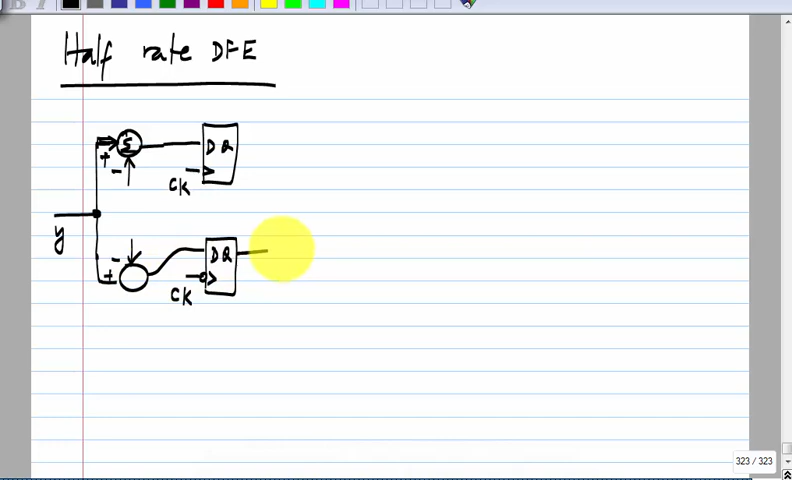 Half rate DFE
Σ
+
-
D Q
CK
y
-
+
D Q
CK
323 / 323